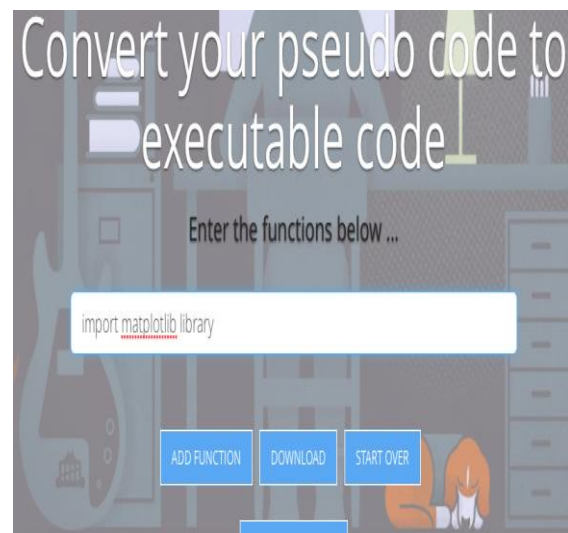 Convert your pseudo code to
executable code
Enter the functions below ...
import matplotlib library
ADD FUNCTION
DOWNLOAD
START OVER